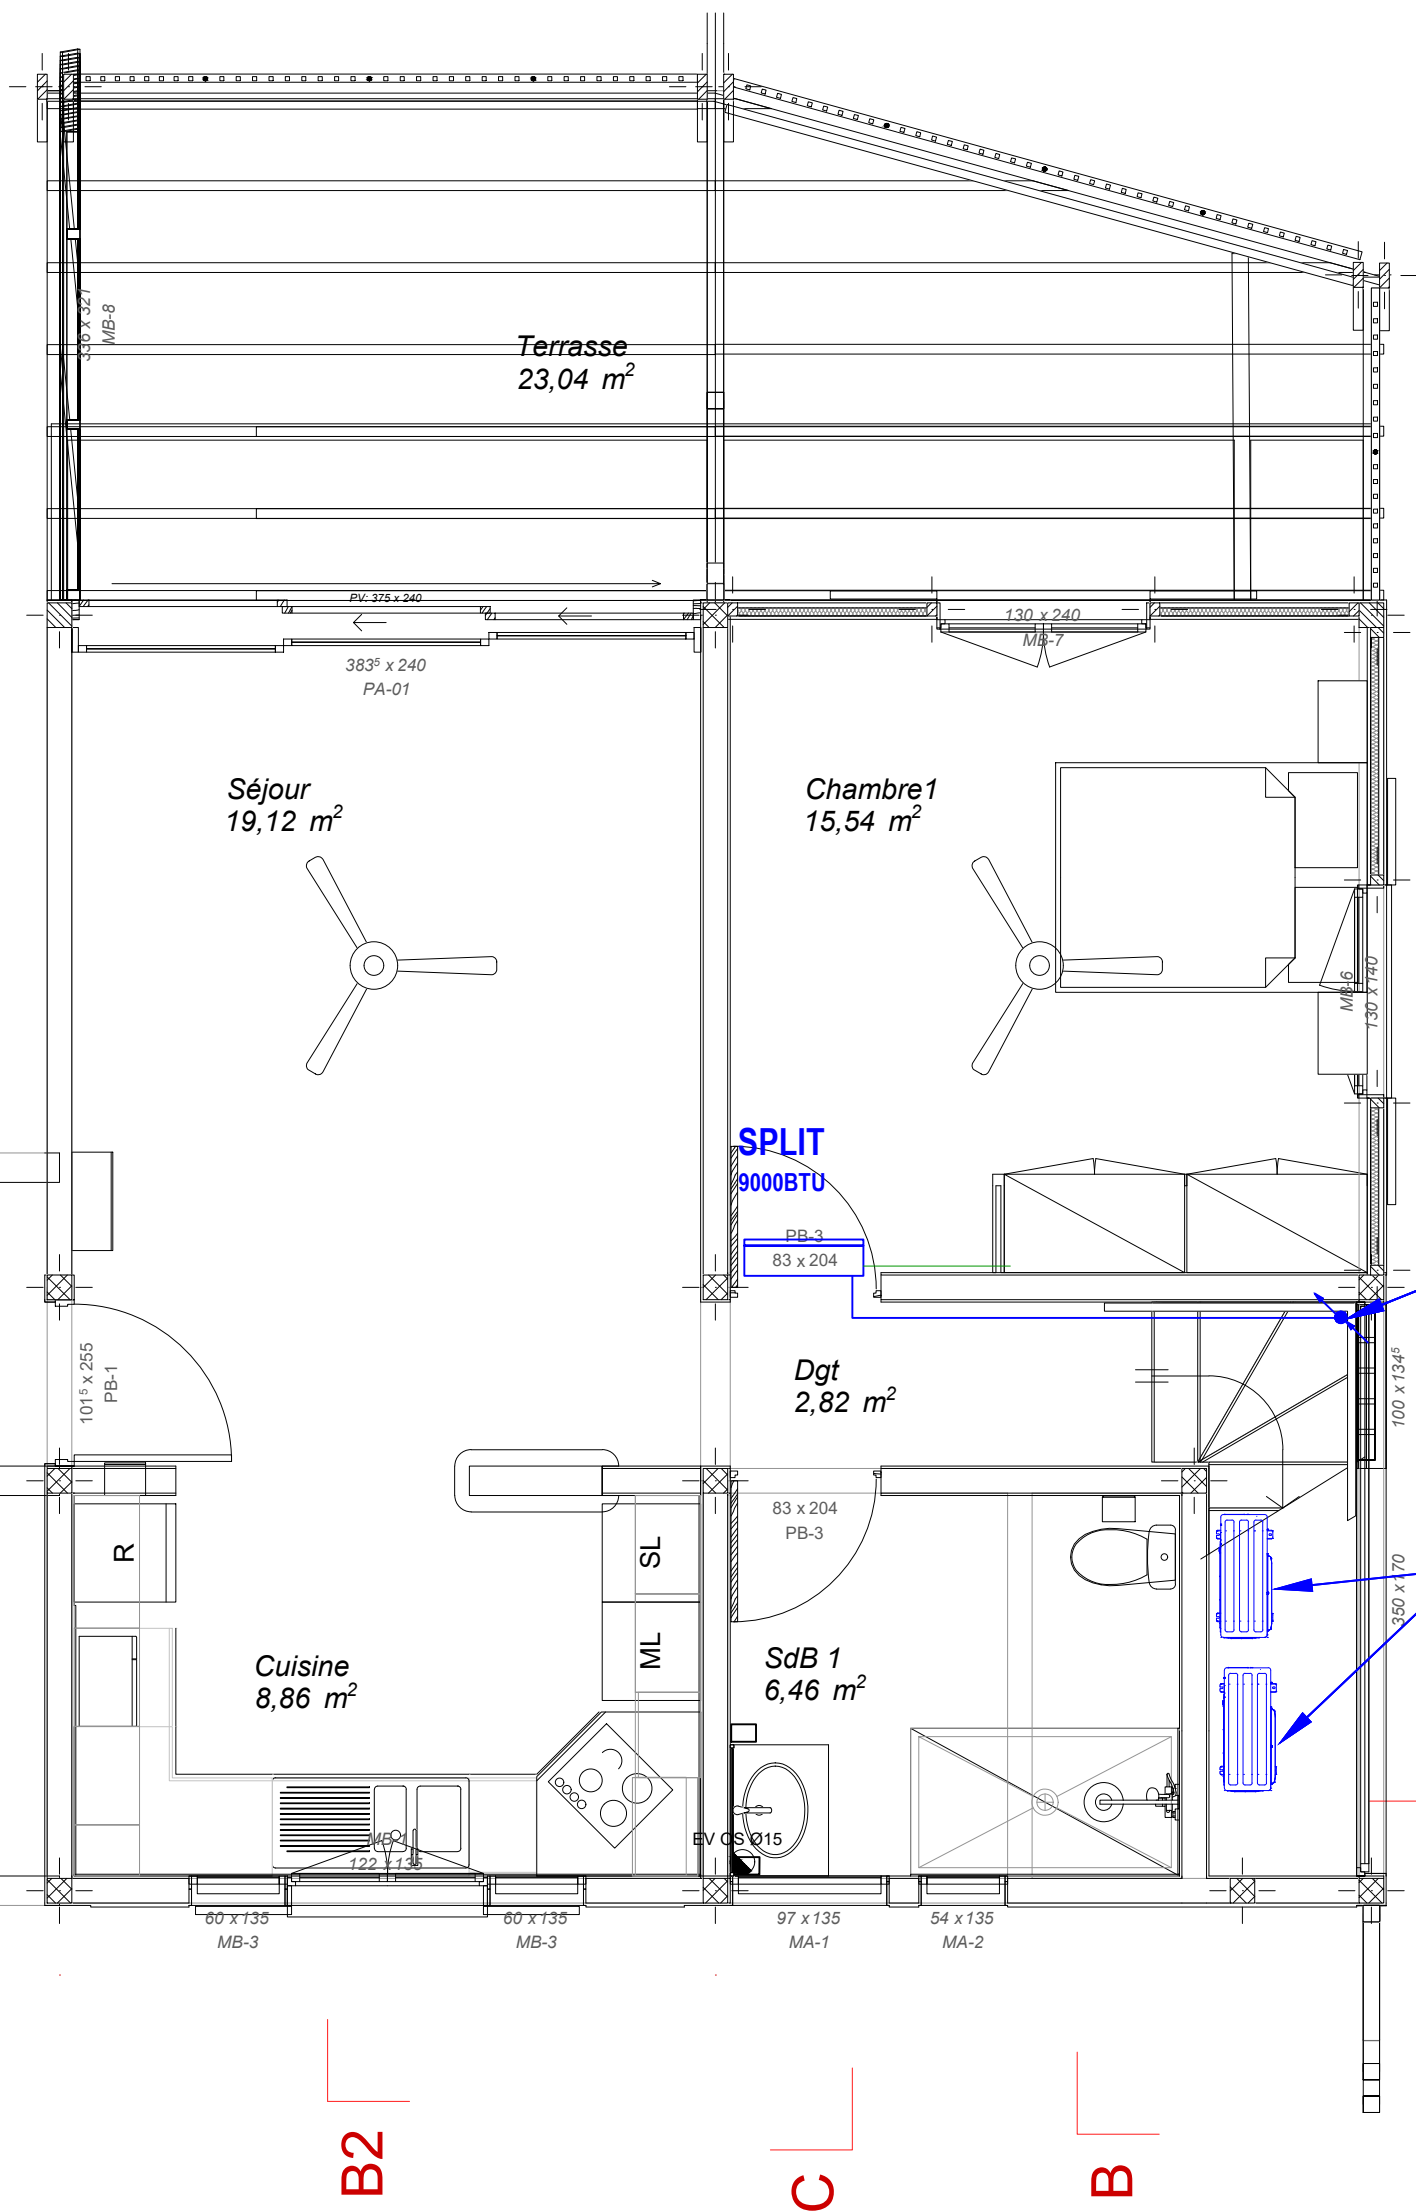 336 x 321
MB-8
Terrasse
23,04 m²
PV: 375 x 240
383⁵ x 240
PA-01
130 x 240
MB-7
Séjour
19,12 m²
Chambre1
15,54 m²
MB-6
130 x 140
SPLIT
9000BTU
PB-3
83 x 204
101⁵ x 255
PB-1
Dgt
2,82 m²
100 x 134⁵
83 x 204
PB-3
R
SL
ML
350 x 170
Cuisine
8,86 m²
SdB 1
6,46 m²
MB-1
122 x 135
EV OS Ø15
60 x 135
MB-3
60 x 135
MB-3
97 x 135
MA-1
54 x 135
MA-2
B2
C
B